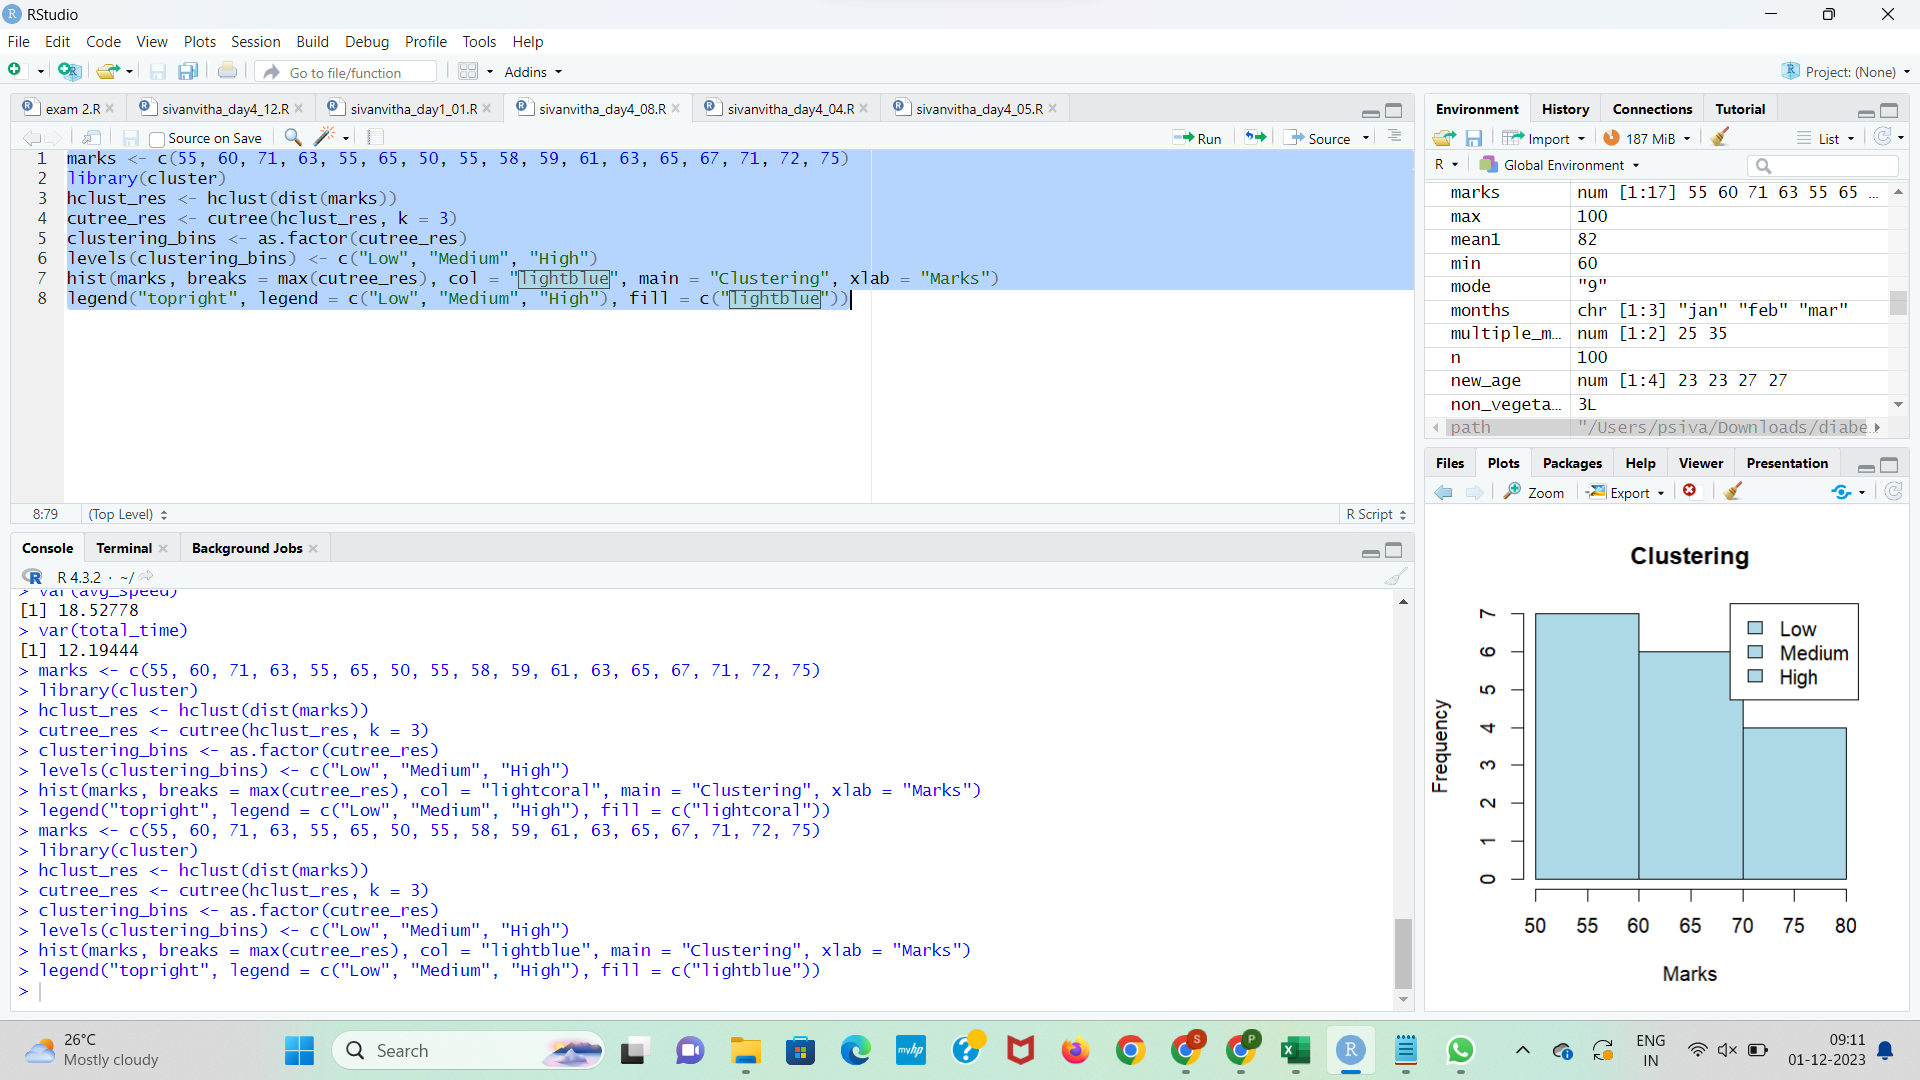 RStudio
File Edit Code View Plots Session Build Debug Profile Tools Help
Go to file/function Addins Project: (None)
exam 2.R sivanvitha_day4_12.R sivanvitha_day1_01.R sivanvitha_day4_08.R sivanvitha_day4_04.R sivanvitha_day4_05.R
Source on Save Run Source
1 marks <- c(55, 60, 71, 63, 55, 65, 50, 55, 58, 59, 61, 63, 65, 67, 71, 72, 75)
2 library(cluster)
3 hclust_res <- hclust(dist(marks))
4 cutree_res <- cutree(hclust_res, k = 3)
5 clustering_bins <- as.factor(cutree_res)
6 levels(clustering_bins) <- c("Low", "Medium", "High")
7 hist(marks, breaks = max(cutree_res), col = "lightblue", main = "Clustering", xlab = "Marks")
8 legend("topright", legend = c("Low", "Medium", "High"), fill = c("lightblue"))
8:79 (Top Level) R Script
Console Terminal Background Jobs
R 4.3.2 · ~/
> var(avg_speed)
[1] 18.52778
> var(total_time)
[1] 12.19444
> marks <- c(55, 60, 71, 63, 55, 65, 50, 55, 58, 59, 61, 63, 65, 67, 71, 72, 75)
> library(cluster)
> hclust_res <- hclust(dist(marks))
> cutree_res <- cutree(hclust_res, k = 3)
> clustering_bins <- as.factor(cutree_res)
> levels(clustering_bins) <- c("Low", "Medium", "High")
> hist(marks, breaks = max(cutree_res), col = "lightcoral", main = "Clustering", xlab = "Marks")
> legend("topright", legend = c("Low", "Medium", "High"), fill = c("lightcoral"))
> marks <- c(55, 60, 71, 63, 55, 65, 50, 55, 58, 59, 61, 63, 65, 67, 71, 72, 75)
> library(cluster)
> hclust_res <- hclust(dist(marks))
> cutree_res <- cutree(hclust_res, k = 3)
> clustering_bins <- as.factor(cutree_res)
> levels(clustering_bins) <- c("Low", "Medium", "High")
> hist(marks, breaks = max(cutree_res), col = "lightblue", main = "Clustering", xlab = "Marks")
> legend("topright", legend = c("Low", "Medium", "High"), fill = c("lightblue"))
>
Environment History Connections Tutorial
Import 187 MiB List
R Global Environment
marks num [1:17] 55 60 71 63 55 65 ...
max 100
mean1 82
min 60
mode "9"
months chr [1:3] "jan" "feb" "mar"
multiple_m... num [1:2] 25 35
n 100
new_age num [1:4] 23 23 27 27
non_vegeta... 3L
path "/Users/psiva/Downloads/diabe
Files Plots Packages Help Viewer Presentation
Zoom Export
Clustering
Low
Medium
High
Frequency
7
6
5
4
3
2
1
0
50 55 60 65 70 75 80
Marks
26°C
Mostly cloudy
Search
myhp
S
P
ENG
IN
09:11
01-12-2023